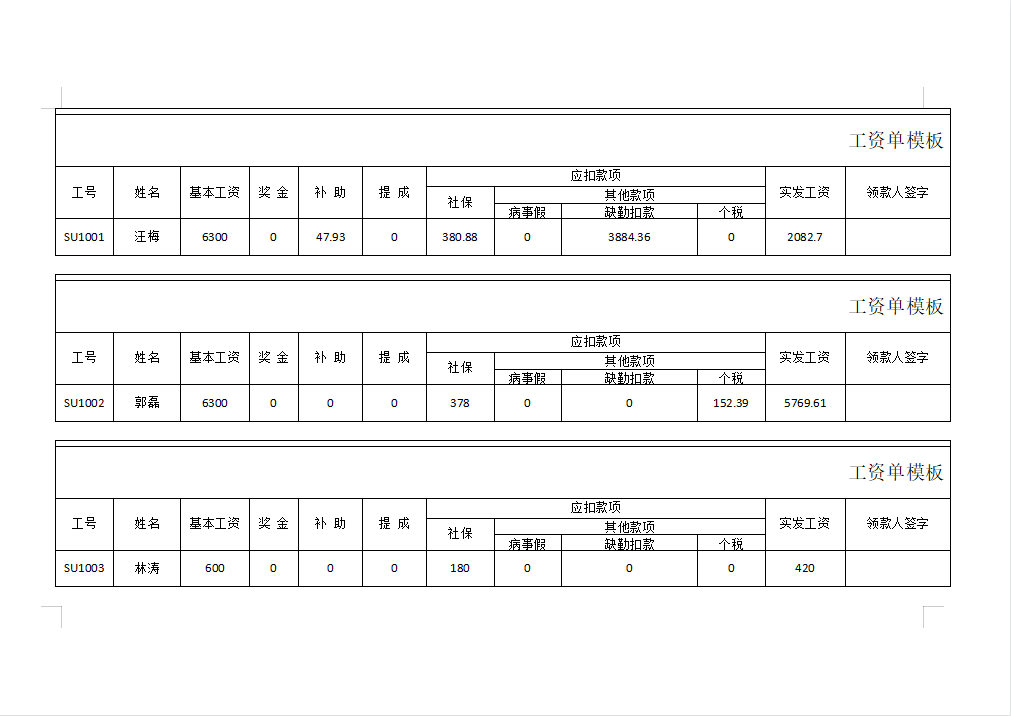 工资单模板
工号 姓名 基本工资 奖 金 补 助 提 成 应扣款项 实发工资 领款人签字
社保 其他款项
病事假 缺勤扣款 个税
SU1001 汪梅 6300 0 47.93 0 380.88 0 3884.36 0 2082.7
工资单模板
工号 姓名 基本工资 奖 金 补 助 提 成 应扣款项 实发工资 领款人签字
社保 其他款项
病事假 缺勤扣款 个税
SU1002 郭磊 6300 0 0 0 378 0 0 152.39 5769.61
工资单模板
工号 姓名 基本工资 奖 金 补 助 提 成 应扣款项 实发工资 领款人签字
社保 其他款项
病事假 缺勤扣款 个税
SU1003 林涛 600 0 0 0 180 0 0 0 420